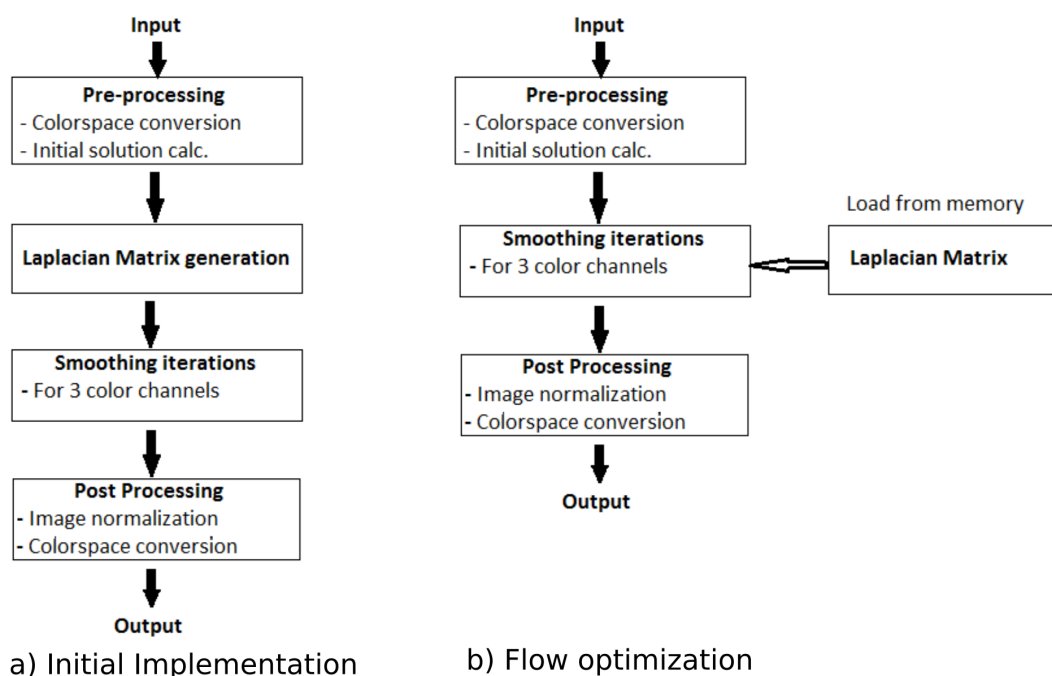 Input
Pre-processing
- Colorspace conversion
- Initial solution calc.
Laplacian Matrix generation
Smoothing iterations
- For 3 color channels
Post Processing
- Image normalization
- Colorspace conversion
Output
a) Initial Implementation
Input
Pre-processing
- Colorspace conversion
- Initial solution calc.
Smoothing iterations
- For 3 color channels
Load from memory
Laplacian Matrix
Post Processing
- Image normalization
- Colorspace conversion
Output
b) Flow optimization